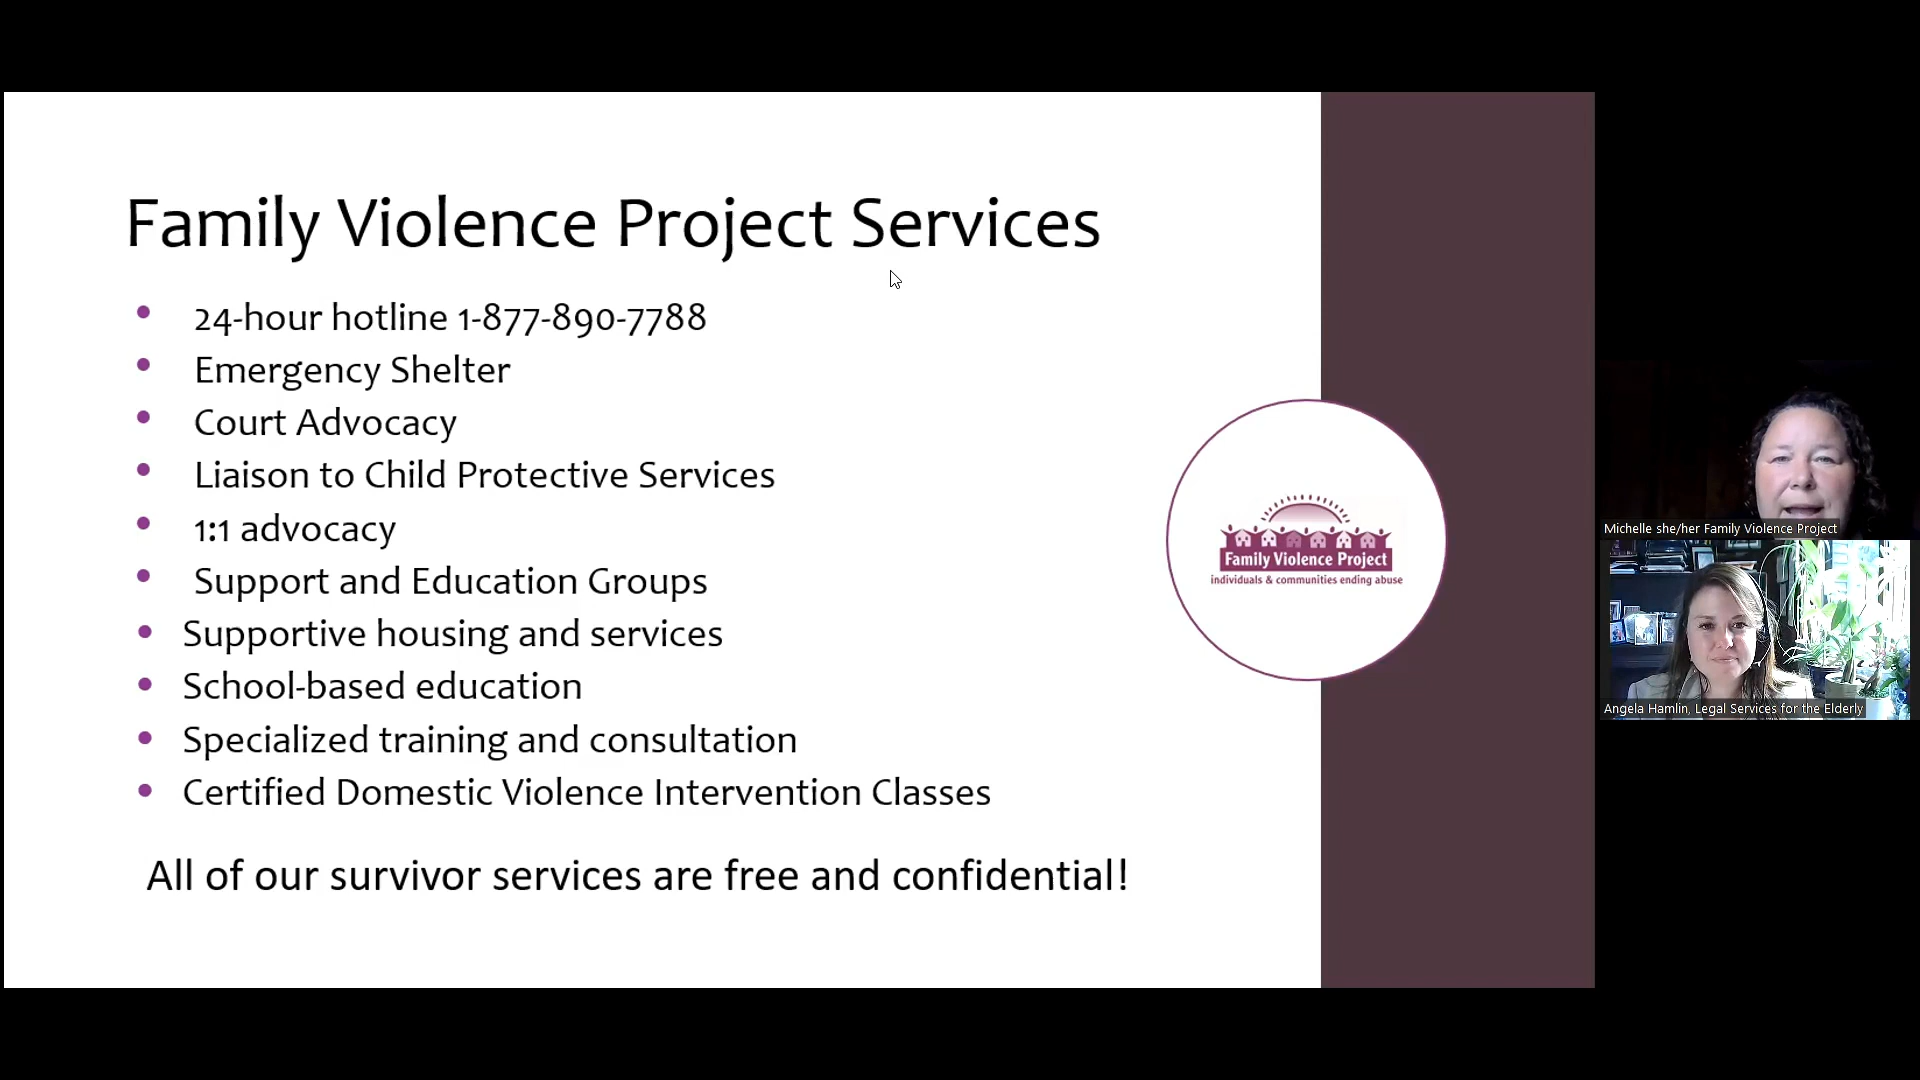 Family Violence Project Services
24-hour hotline 1-877-890-7788
Emergency Shelter
Court Advocacy
Liaison to Child Protective Services
1:1 advocacy
Support and Education Groups
Supportive housing and services
School-based education
Specialized training and consultation
Certified Domestic Violence Intervention Classes
All of our survivor services are free and confidential!
Family Violence Project
individuals & communities ending abuse
Michelle she/her Family Violence Project
Angela Hamlin, Legal Services for the Elderly